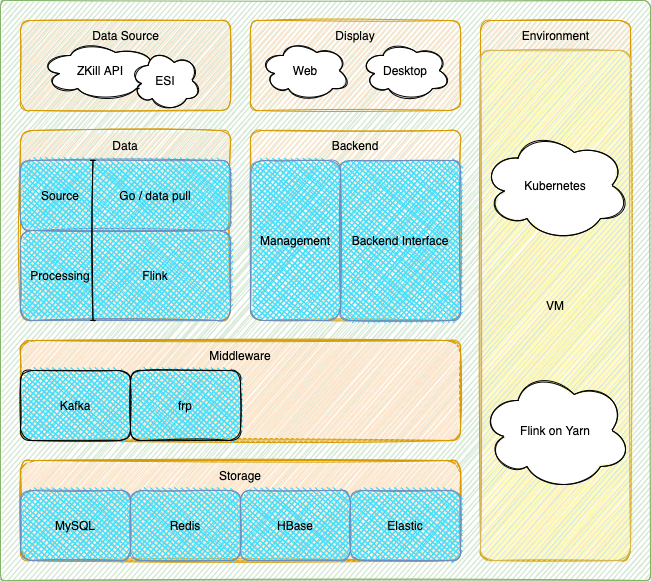 Data Source
ZKill API
ESI
Display
Web
Desktop
Environment
Kubernetes
VM
Flink on Yarn
Data
Source
Go / data pull
Processing
Flink
Backend
Management
Backend Interface
Middleware
Kafka
frp
Storage
MySQL
Redis
HBase
Elastic